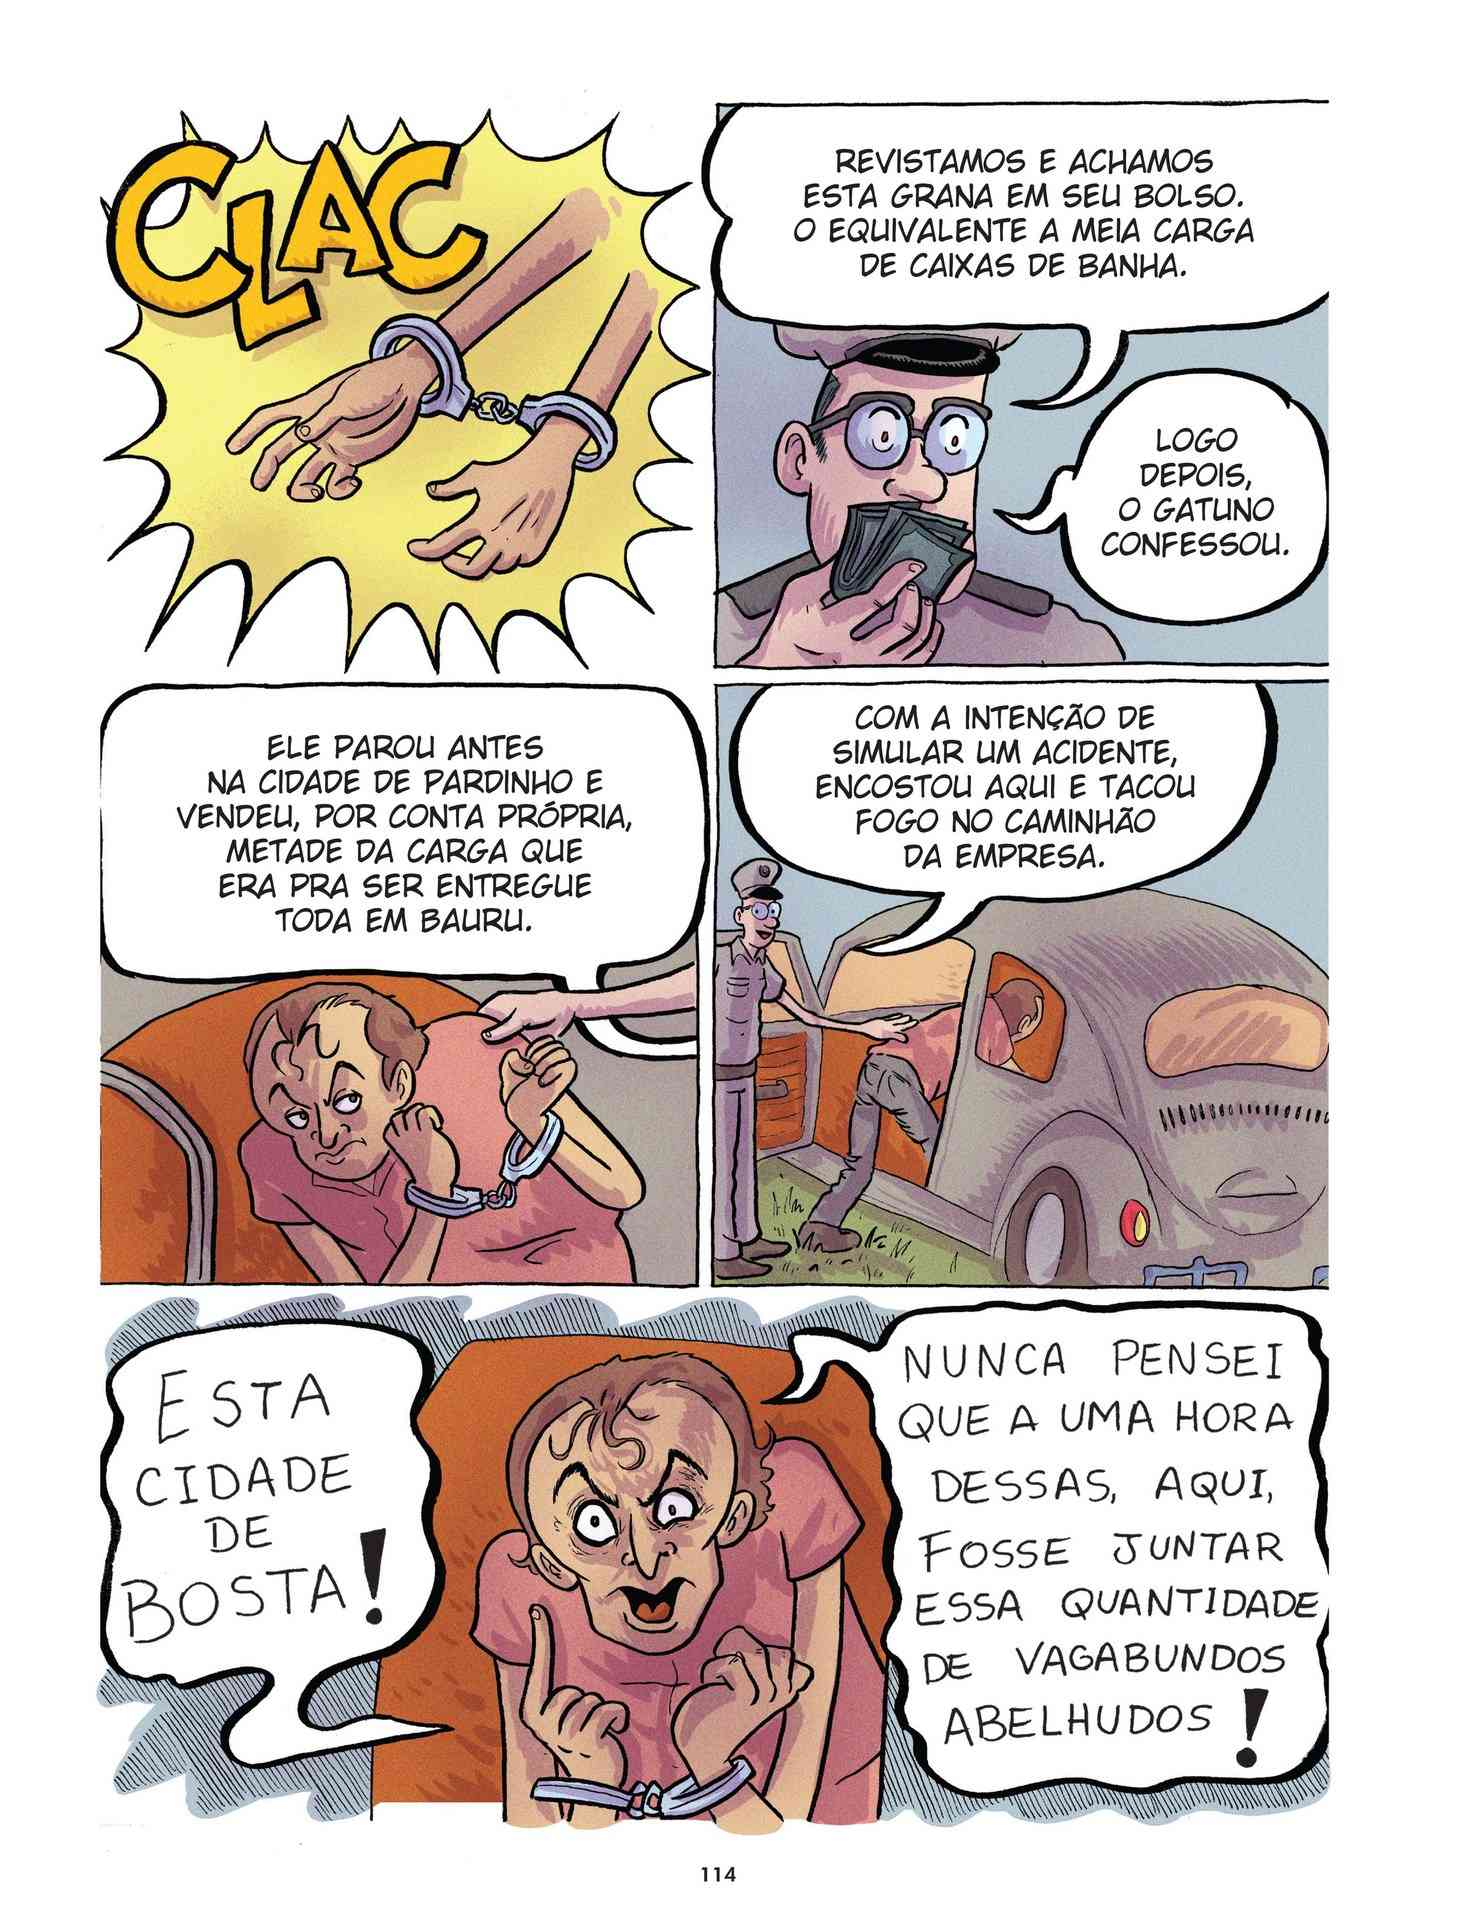 CLAC
REVISTAMOS E ACHAMOS
ESTA GRANA EM SEU BOLSO.
O EQUIVALENTE A MEIA CARGA
DE CAIXAS DE BANHA.
LOGO
DEPOIS,
O GATUNO
CONFESSOU.
ELE PAROU ANTES
NA CIDADE DE PARDINHO E
VENDEU, POR CONTA PRÓPRIA,
METADE DA CARGA QUE
ERA PRA SER ENTREGUE
TODA EM BAURU.
COM A INTENÇÃO DE
SIMULAR UM ACIDENTE,
ENCOSTOU AQUI E TACOU
FOGO NO CAMINHÃO
DA EMPRESA.
ESTA
CIDADE
DE
BOSTA!
NUNCA PENSEI
QUE A UMA HORA
DESSAS, AQUI,
FOSSE JUNTAR
ESSA QUANTIDADE
DE VAGABUNDOS
ABELHUDOS!
114